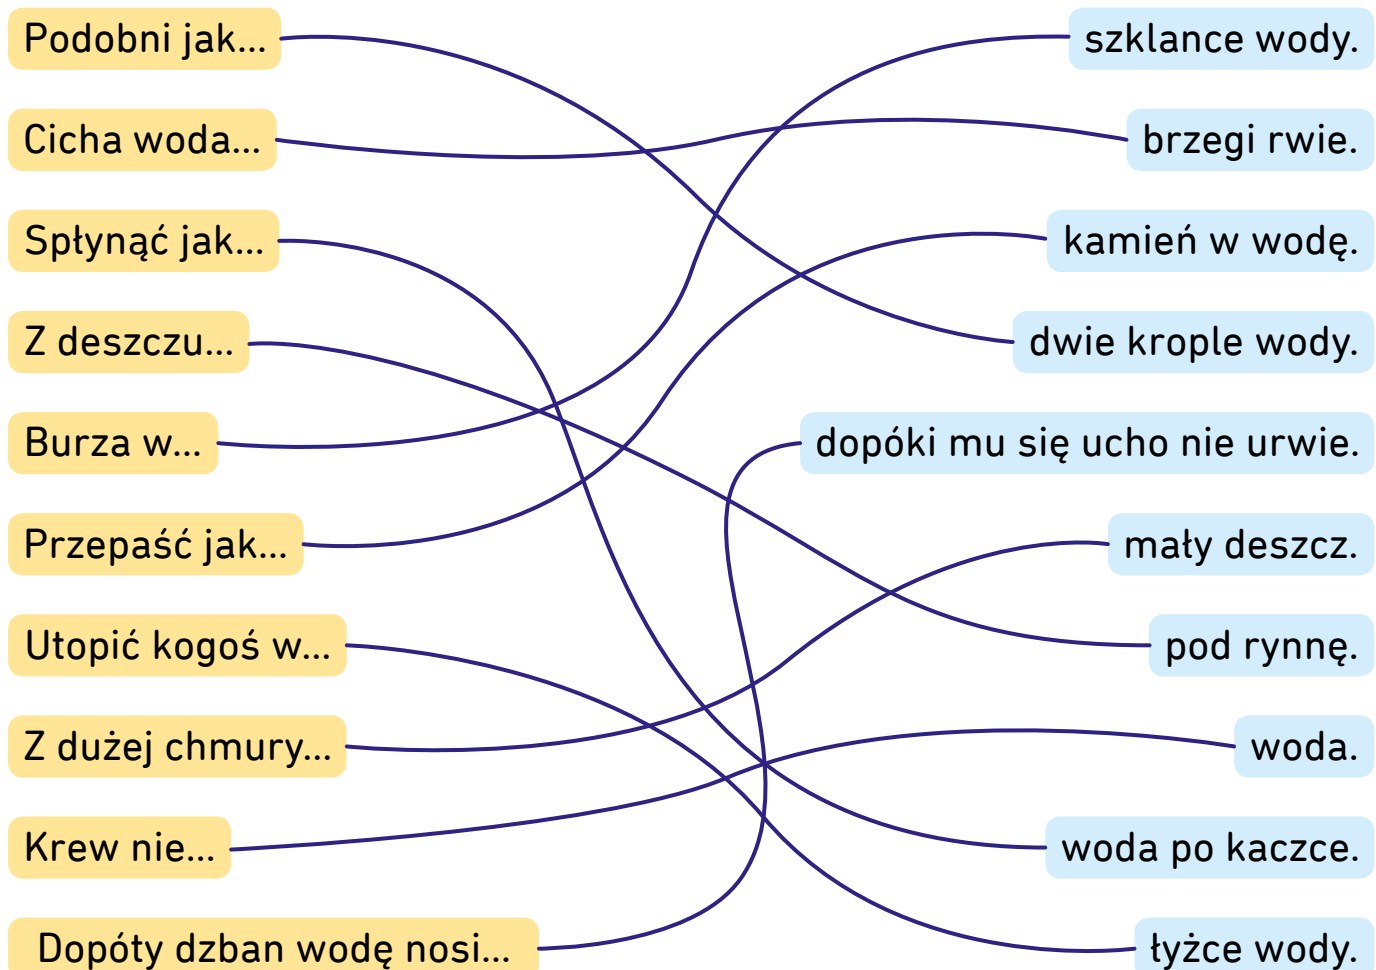 Podobni jak...
szklance wody.
Cicha woda...
brzegi rwie.
Spłynąć jak...
kamień w wodę.
Z deszczu...
dwie krople wody.
Burza w...
dopóki mu się ucho nie urwie.
Przepaść jak...
mały deszcz.
Utopić kogoś w...
pod rynnę.
Z dużej chmury...
woda.
Krew nie...
woda po kaczce.
Dopóty dzban wodę nosi...
łyżce wody.